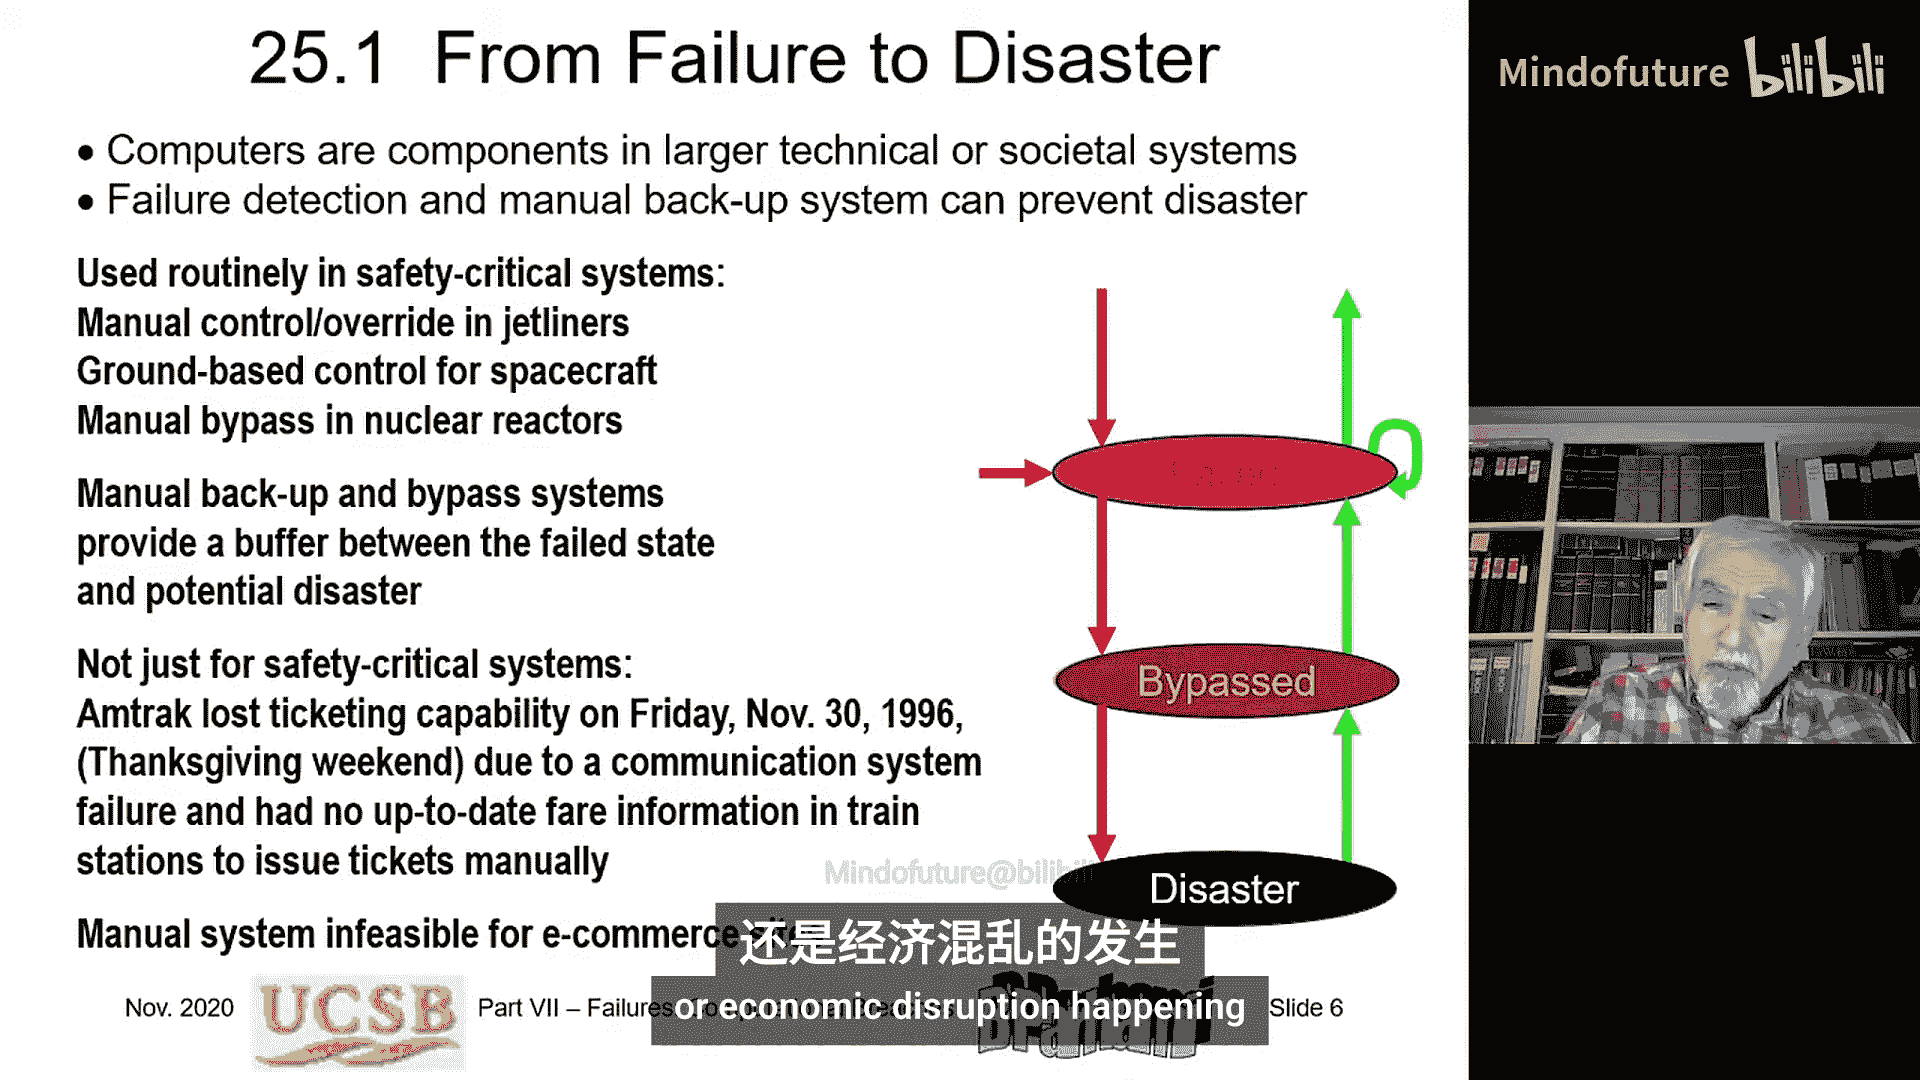 25.1 From Failure to Disaster
Mindofuture bilibili
• Computers are components in larger technical or societal systems
• Failure detection and manual back-up system can prevent disaster
Used routinely in safety-critical systems:
Manual control/override in jetliners
Ground-based control for spacecraft
Manual bypass in nuclear reactors
Manual back-up and bypass systems
provide a buffer between the failed state
and potential disaster
Not just for safety-critical systems:
Amtrak lost ticketing capability on Friday, Nov. 30, 1996,
(Thanksgiving weekend) due to a communication system
failure and had no up-to-date fare information in train
stations to issue tickets manually
Manual system infeasible for e-commerce
Bypassed
Disaster
Mindofuture@bilibili
还是经济混乱的发生
or economic disruption happening
Nov. 2020
UCSB
Part VII – Failures:
B. Parhami
Slide 6